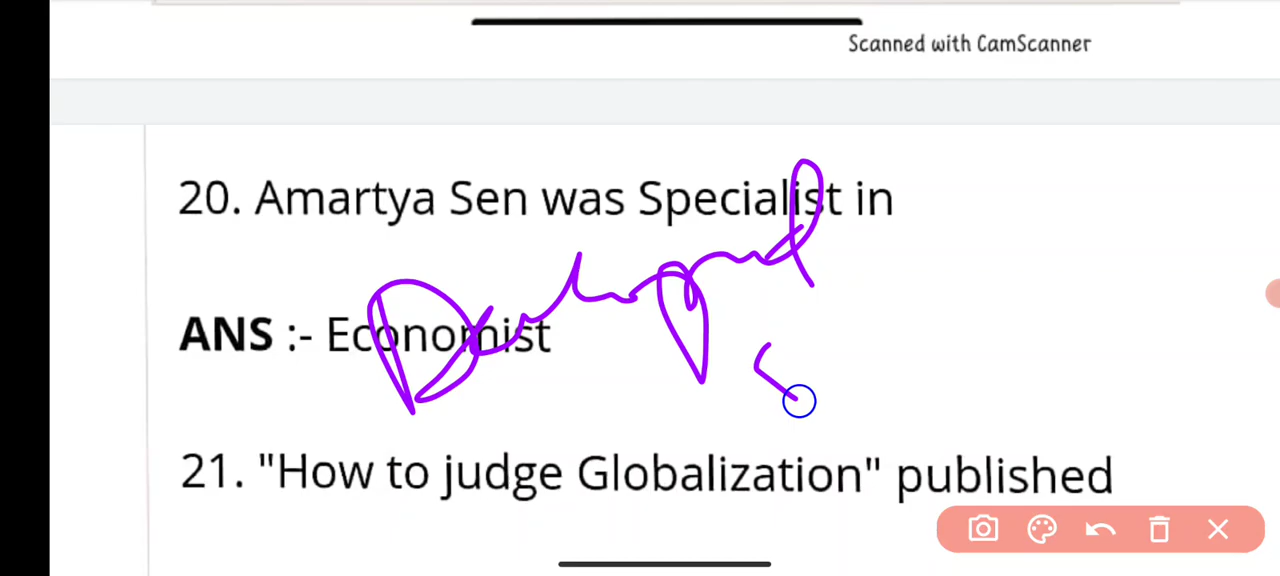 Scanned with CamScanner
20. Amartya Sen was Specialist in
ANS :- Economist
21. "How to judge Globalization" published